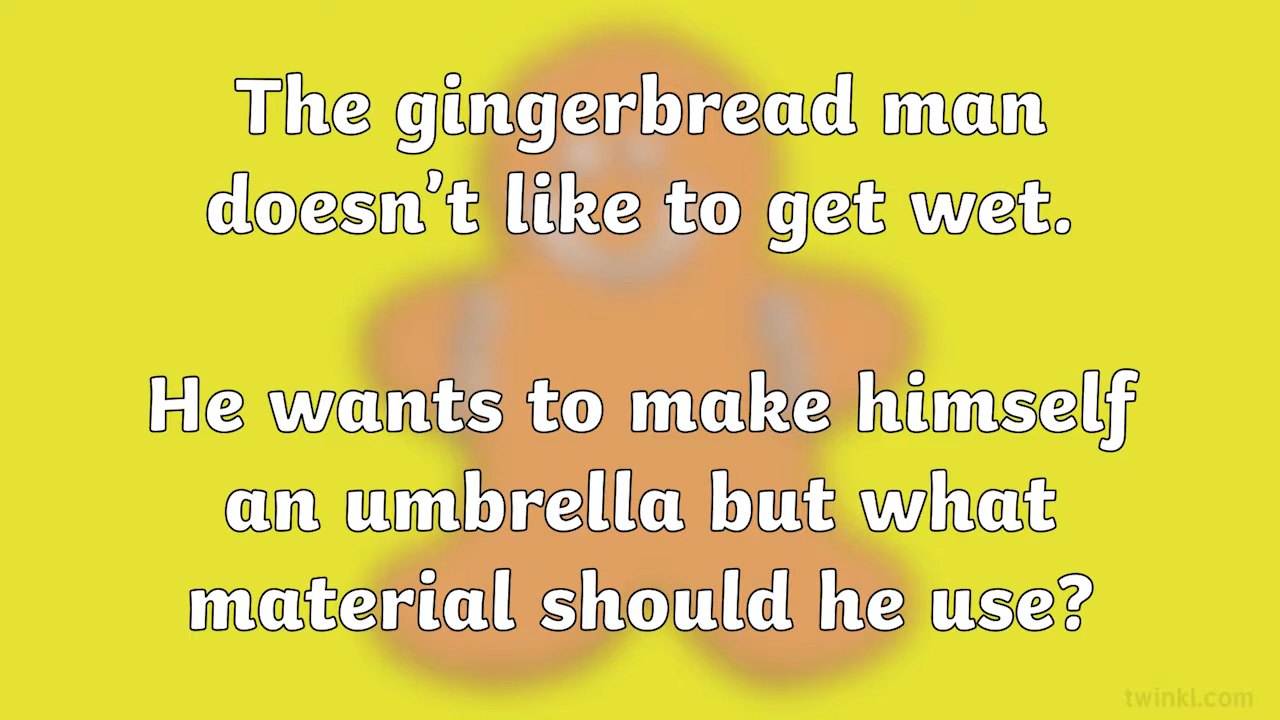 The gingerbread man
doesn't like to get wet.
He wants to make himself
an umbrella but what
material should he use?
twinkl.com